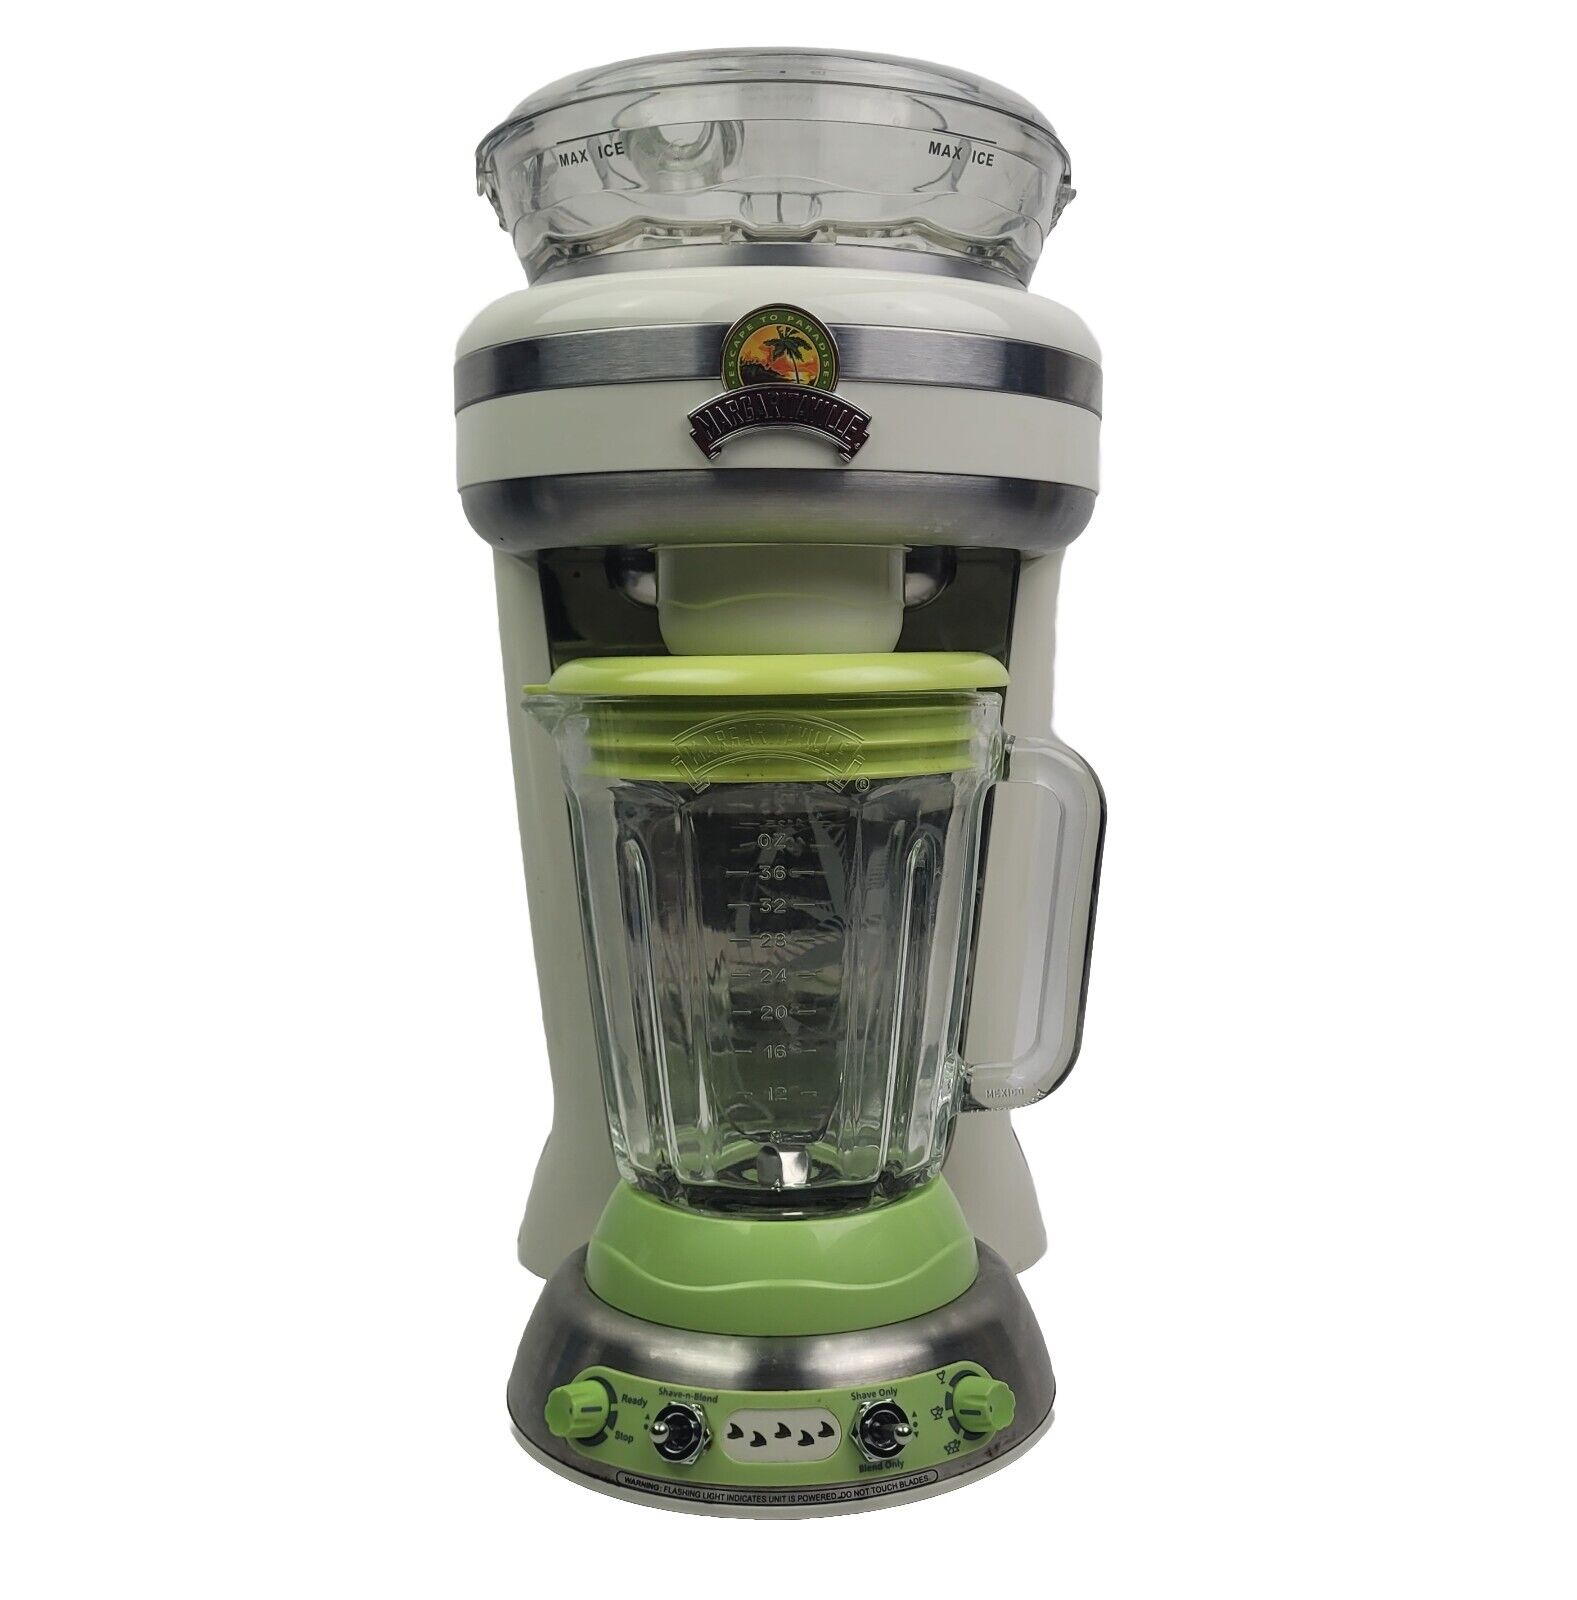 MAX ICE MAX ICE
ESCAPE TO PARADISE
MARGARITAVILLE
MARGARITAVILLE ®
OZ
36
32
28
24
20
16
12
8
MEXICO
Ready Shave-n-Blend Shave Only
Stop Blend Only
WARNING: FLASHING LIGHT INDICATES UNIT IS POWERED. DO NOT TOUCH BLADES.